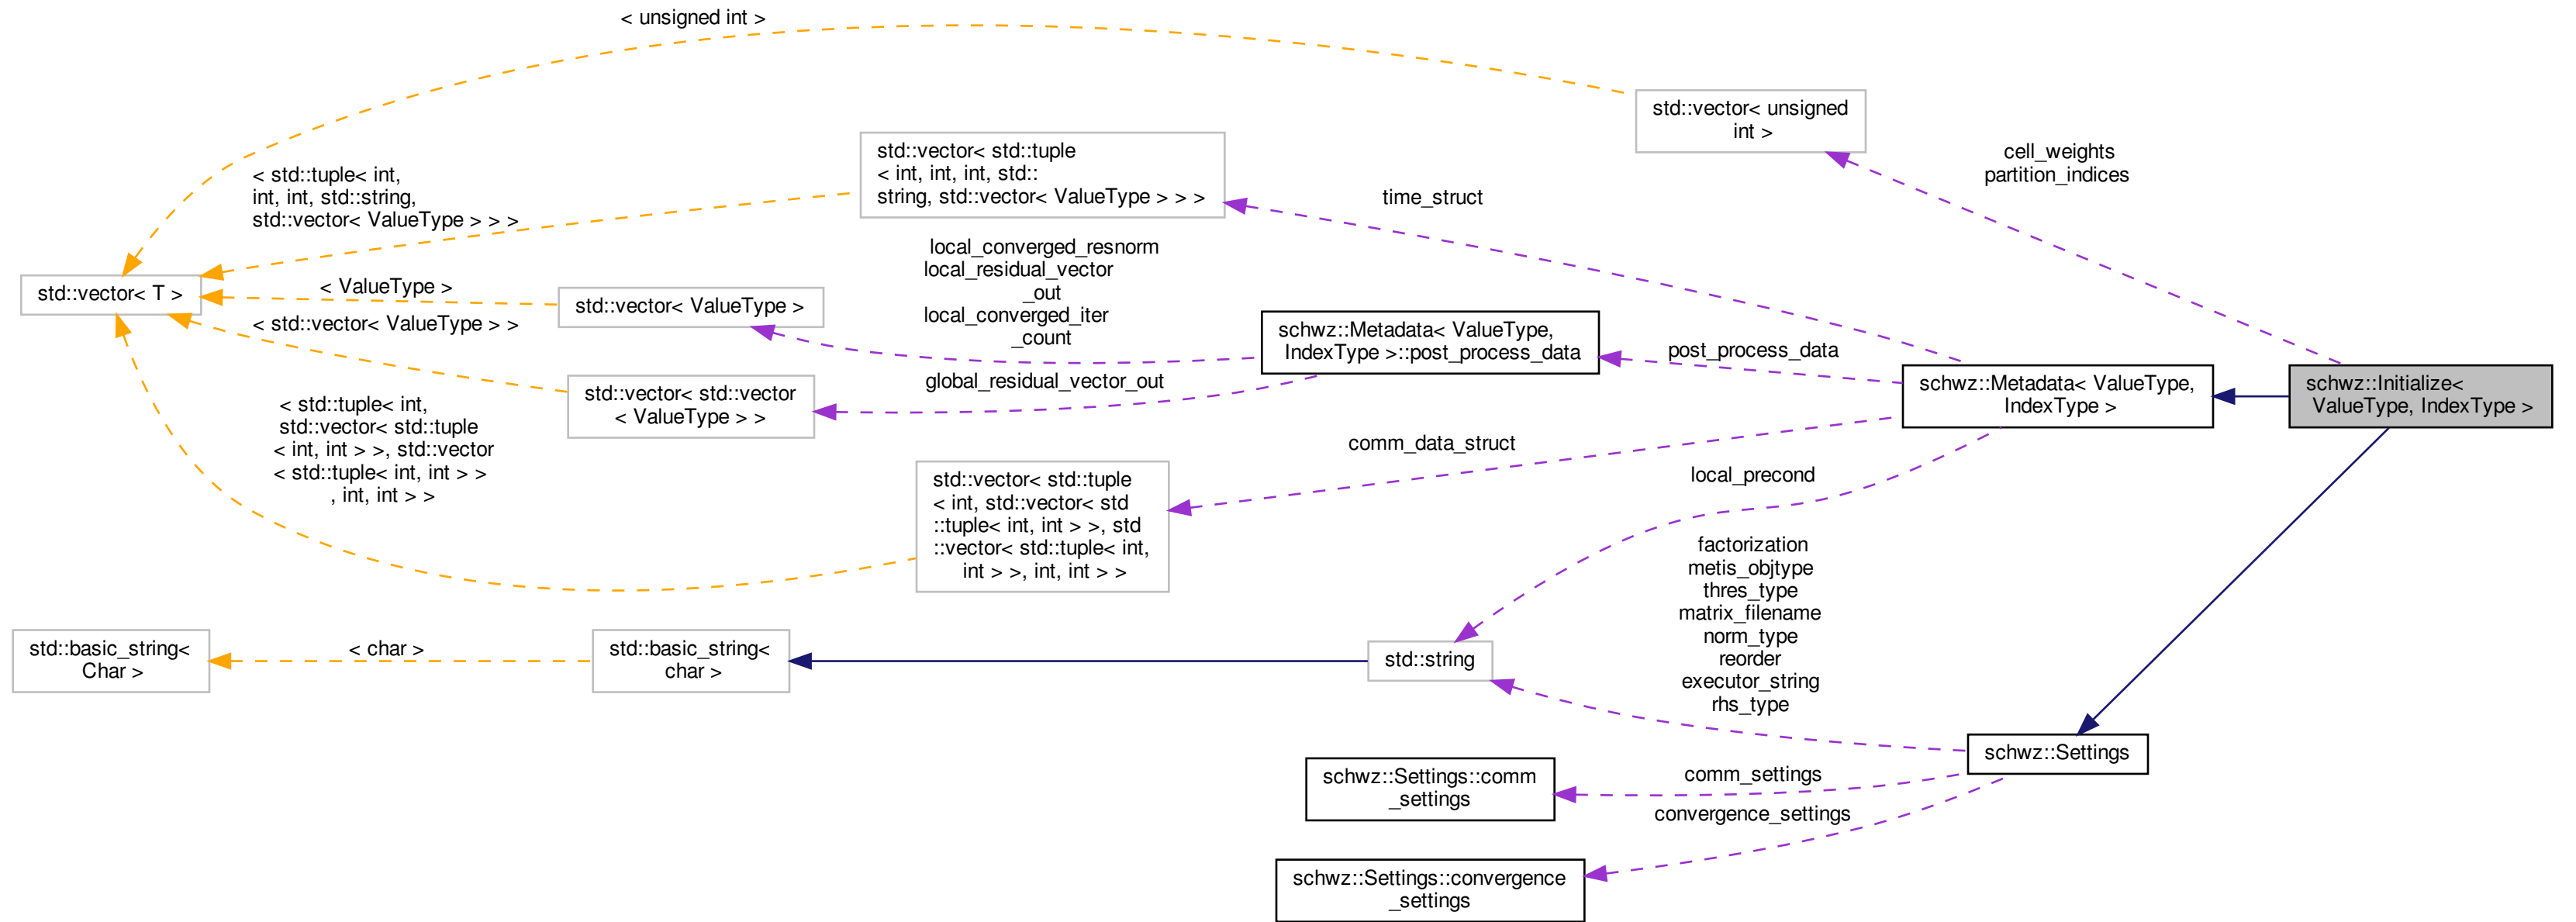 < unsigned int >
std::vector< unsigned
int >
cell_weights
partition_indices
std::vector< std::tuple
< int, int, int, std::
string, std::vector< ValueType > > >
< std::tuple< int,
int, int, std::string,
std::vector< ValueType > > >
time_struct
local_converged_resnorm
local_residual_vector
_out
local_converged_iter
_count
std::vector< T >
< ValueType >
std::vector< ValueType >
< std::vector< ValueType > >
schwz::Metadata< ValueType,
IndexType >::post_process_data
post_process_data
schwz::Metadata< ValueType,
IndexType >
schwz::Initialize<
ValueType, IndexType >
global_residual_vector_out
std::vector< std::vector
< ValueType > >
< std::tuple< int,
std::vector< std::tuple
< int, int > >, std::vector
< std::tuple< int, int > >
, int, int > >
comm_data_struct
local_precond
std::vector< std::tuple
< int, std::vector< std
::tuple< int, int > >, std
::vector< std::tuple< int,
int > >, int, int > >
factorization
metis_objtype
thres_type
matrix_filename
norm_type
reorder
executor_string
rhs_type
std::basic_string<
Char >
< char >
std::basic_string<
char >
std::string
schwz::Settings
schwz::Settings::comm
_settings
comm_settings
convergence_settings
schwz::Settings::convergence
_settings